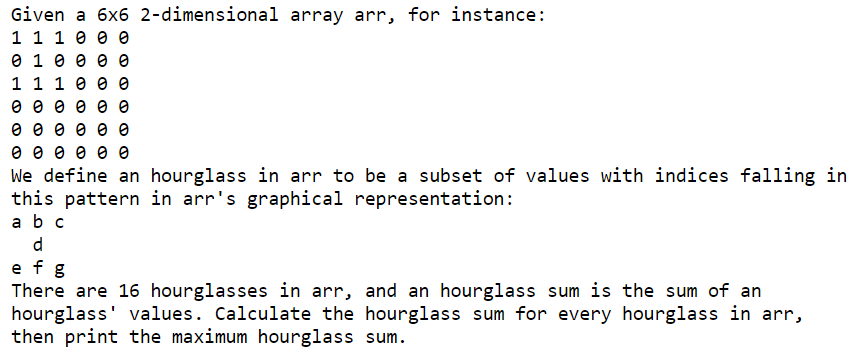 Given a 6x6 2-dimensional array arr, for instance:
1 1 1 0 0 0
0 1 0 0 0 0
1 1 1 0 0 0
0 0 0 0 0 0
0 0 0 0 0 0
0 0 0 0 0 0
We define an hourglass in arr to be a subset of values with indices falling in
this pattern in arr's graphical representation:
a b c
  d
e f g
There are 16 hourglasses in arr, and an hourglass sum is the sum of an
hourglass' values. Calculate the hourglass sum for every hourglass in arr,
then print the maximum hourglass sum.